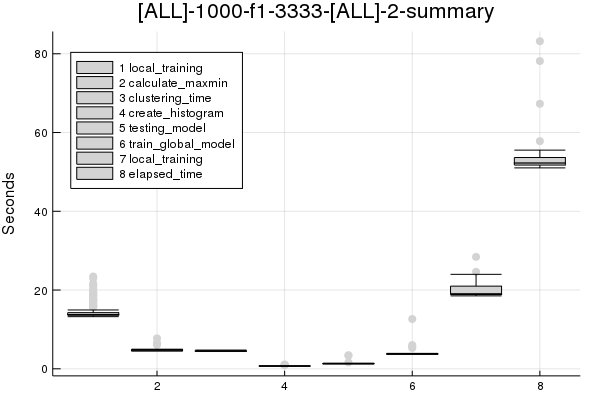 [ALL]-1000-f1-3333-[ALL]-2-summary
80
60
40
20
0
Seconds
1 local_training
2 calculate_maxmin
3 clustering_time
4 create_histogram
5 testing_model
6 train_global_model
7 local_training
8 elapsed_time
2
4
6
8